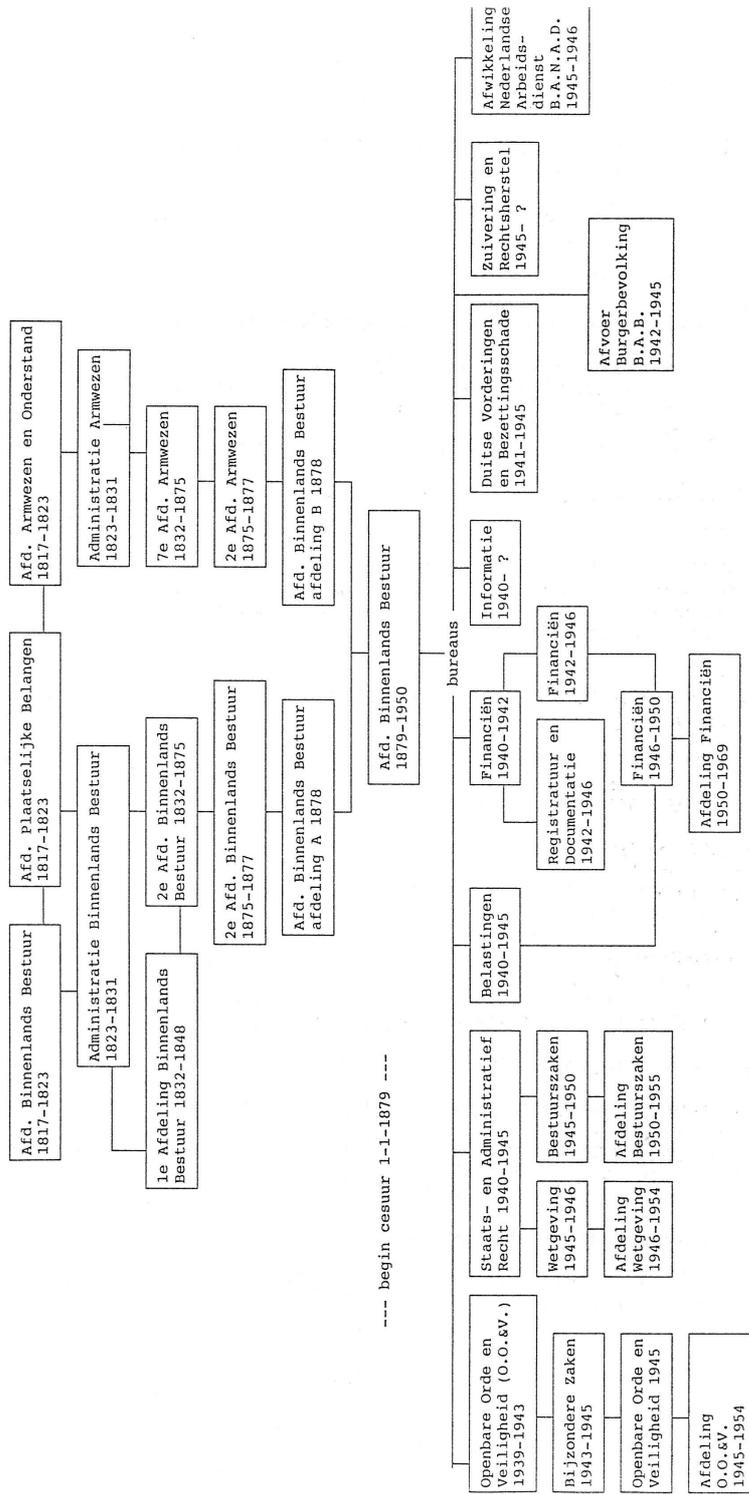 Afd. Binnenlands Bestuur
1817-1823
Afd. Plaatselijke Belangen
1817-1823
Afd. Armwezen en Onderstand
1817-1823
Administratie Binnenlands Bestuur
1823-1831
Administratie Armwezen
1823-1831
1e Afdeling Binnenlands
Bestuur 1832-1848
2e Afd. Binnenlands
Bestuur 1832-1875
7e Afd. Armwezen
1832-1875
2e Afd. Binnenlands Bestuur
1875-1877
2e Afd. Armwezen
1875-1877
Afd. Binnenlands Bestuur
afdeling A 1878
Afd. Binnenlands Bestuur
afdeling B 1878
--- begin cesuur 1-1-1879 ---
Afd. Binnenlands Bestuur
1879-1950
bureaus
Openbare Orde en
Veiligheid (O.O.&V.)
1939-1943
Staats- en Administratief
Recht 1940-1945
Belastingen
1940-1945
Financiën
1940-1942
Informatie
1940- ?
Duitse Vorderingen
en Bezettingsschade
1941-1945
Zuivering en
Rechtsherstel
1945- ?
Afwikkeling
Nederlandse
Arbeids-
dienst
B.A.N.A.D.
1945-1946
Bijzondere Zaken
1943-1945
Wetgeving
1945-1946
Bestuurszaken
1945-1950
Registratuur en
Documentatie
1942-1946
Financiën
1942-1946
Afvoer
Burgerbevolking
B.A.B.
1942-1945
Openbare Orde en
Veiligheid 1945
Afdeling
Wetgeving
1946-1954
Afdeling
Bestuurszaken
1950-1955
Financiën
1946-1950
Afdeling
O.O.&V.
1945-1954
Afdeling Financiën
1950-1969